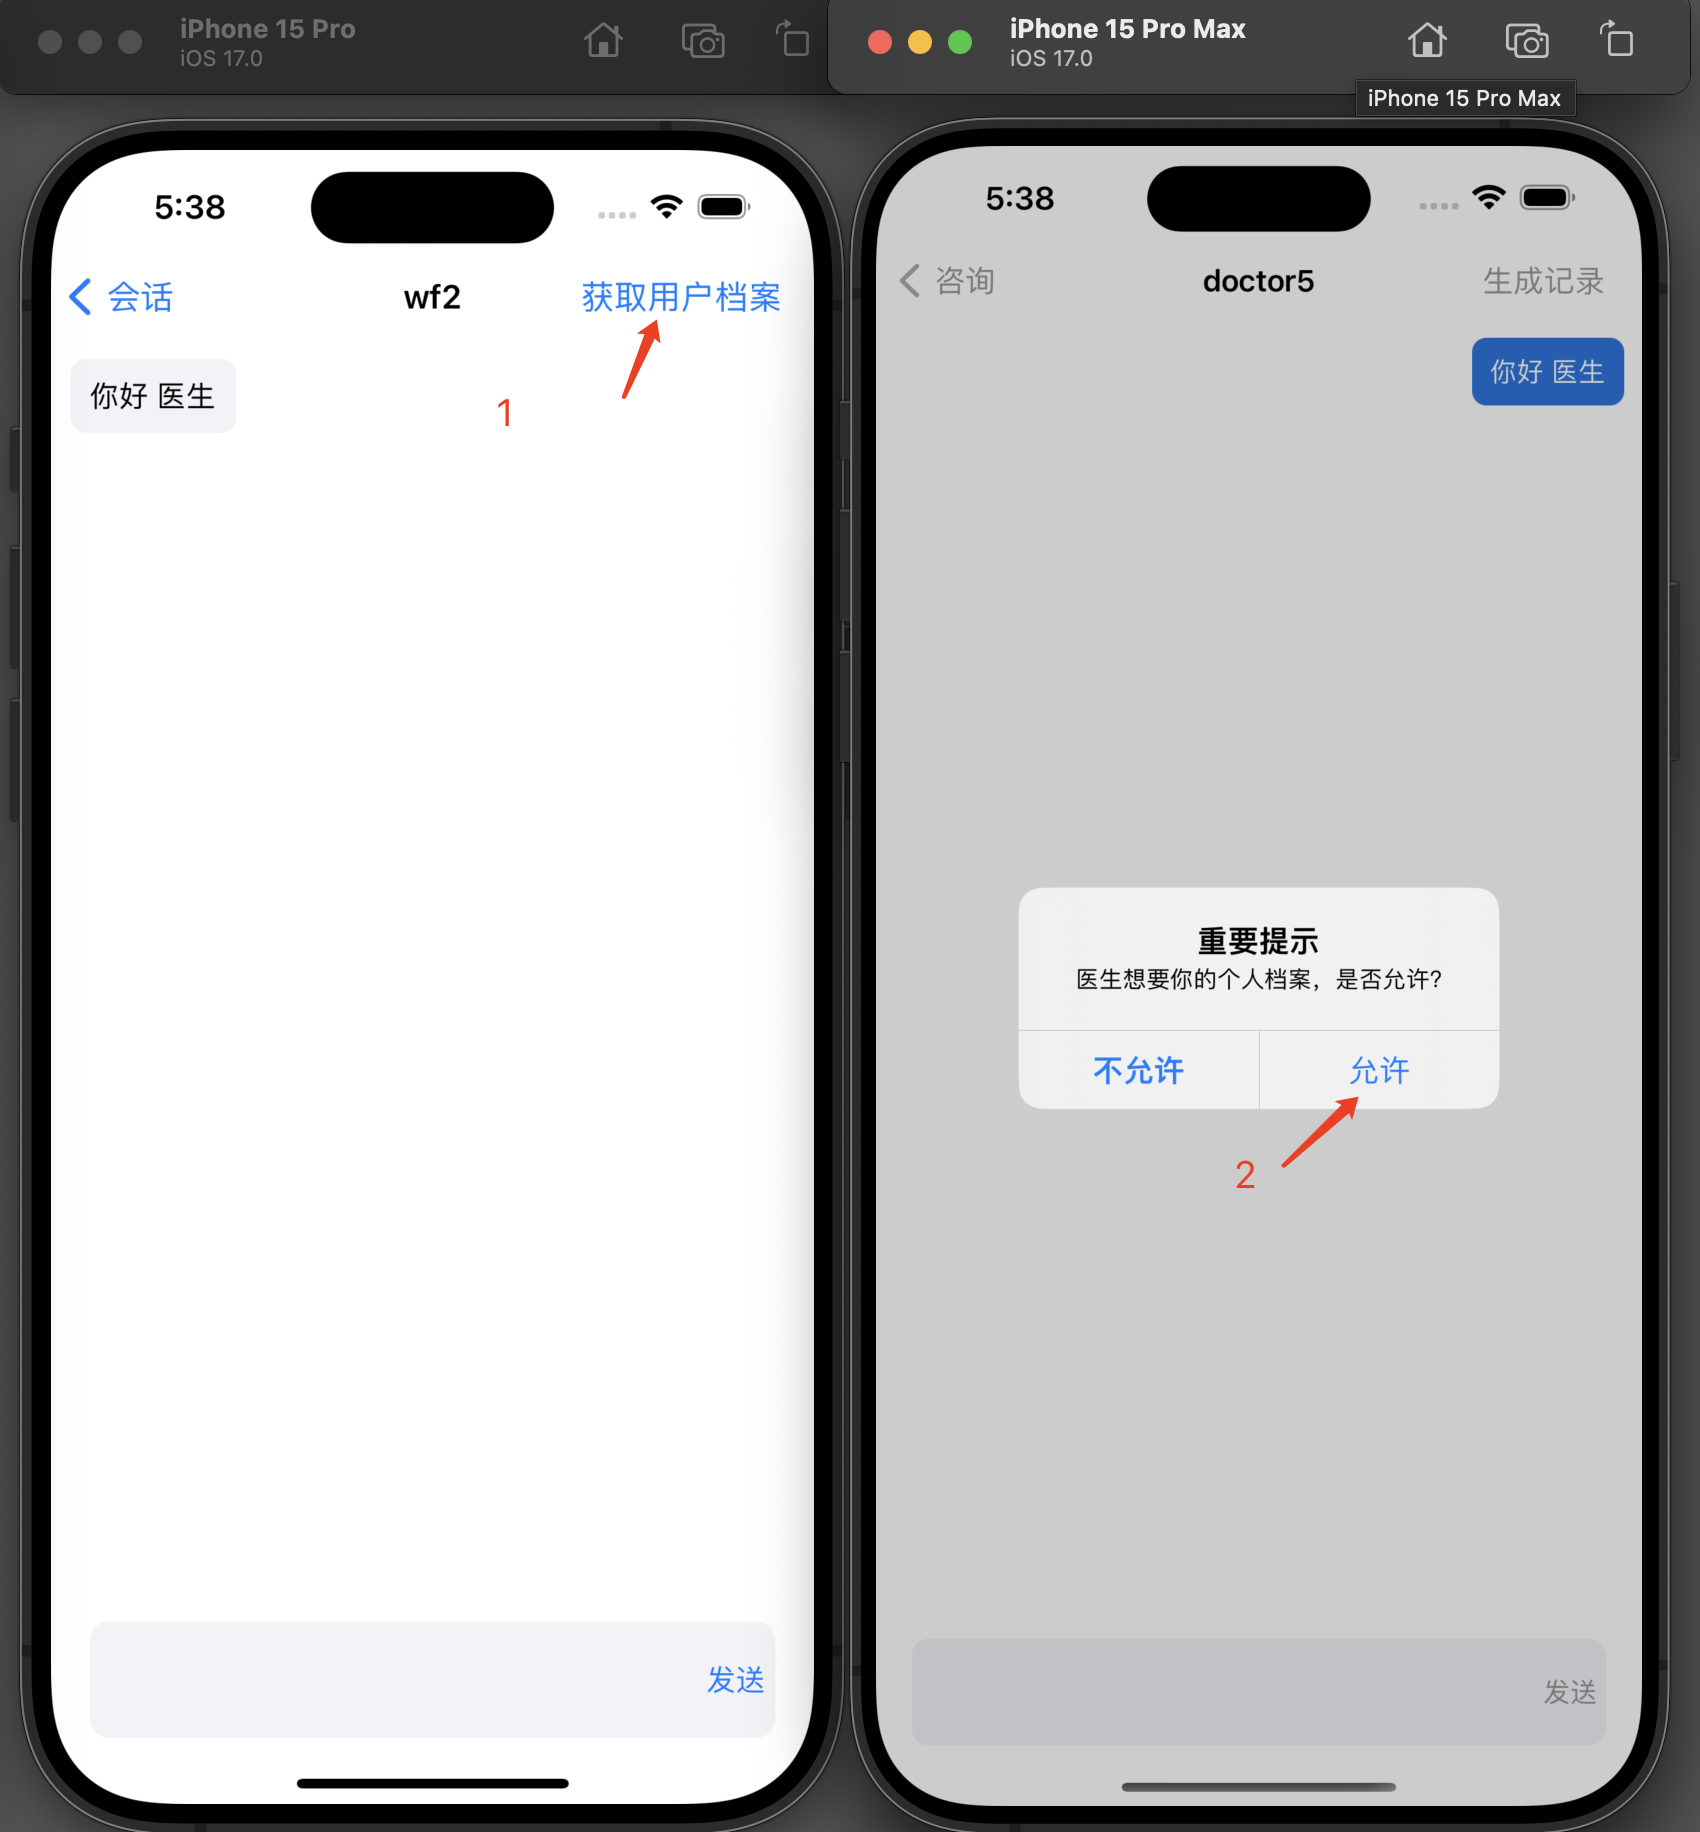 iPhone 15 Pro
iOS 17.0
5:38
会话
wf2
获取用户档案
你好 医生
1
发送
iPhone 15 Pro Max
iOS 17.0
iPhone 15 Pro Max
5:38
咨询
doctor5
生成记录
你好 医生
重要提示
医生想要你的个人档案，是否允许?
不允许
允许
2
发送